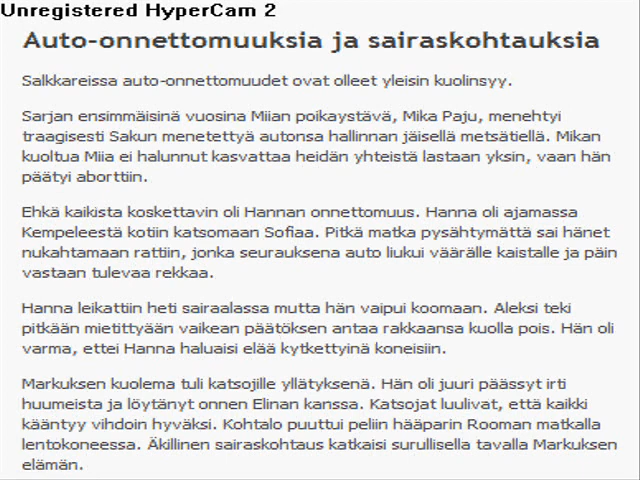 Unregistered HyperCam 2
Auto-onnettomuuksia ja sairaskohtauksia
Salkkareissa auto-onnettomuudet ovat olleet yleisin kuolinsyy.
Sarjan ensimmäisinä vuosina Miian poikaystävä, Mika Paju, menehtyi
traagisesti Sakun menetettyä autonsa hallinnan jäisellä metsätiellä. Mikan
kuoltua Miia ei halunnut kasvattaa heidän yhteistä lastaan yksin, vaan hän
päätyi aborttiin.
Ehkä kaikista koskettavin oli Hannan onnettomuus. Hanna oli ajamassa
Kempeleestä kotiin katsomaan Sofiaa. Pitkä matka pysähtymättä sai hänet
nukahtamaan rattiin, jonka seurauksena auto liukui väärälle kaistalle ja päin
vastaan tulevaa rekkaa.
Hanna leikattiin heti sairaalassa mutta hän vaipui koomaan. Aleksi teki
pitkään mietittyään vaikean päätöksen antaa rakkaansa kuolla pois. Hän oli
varma, ettei Hanna haluaisi elää kytkettyinä koneisiin.
Markuksen kuolema tuli katsojille yllätyksenä. Hän oli juuri päässyt irti
huumeista ja löytänyt onnen Elinan kanssa. Katsojat luulivat, että kaikki
kääntyy vihdoin hyväksi. Kohtalo puuttui peliin hääparin Rooman matkalla
lentokoneessa. Äkillinen sairaskohtaus katkaisi surullisella tavalla Markuksen
elämän.